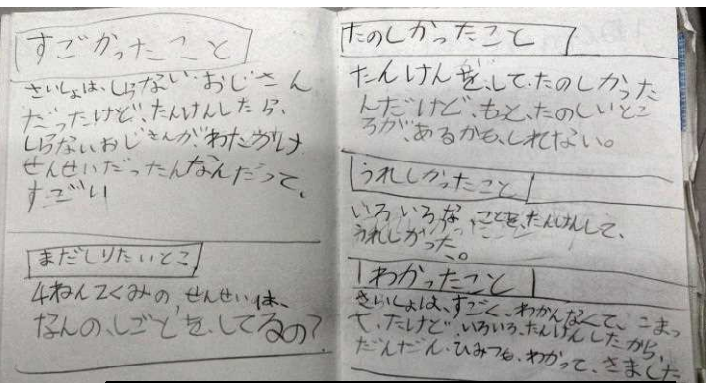 すごかったこと
さいしょは、しらないおじさん
だったけど、たんけんしたら、
しらないおじさんが、わたがけ
せんせいだったんなんだって、
すごい
まだしりたいとこ
4ねん2くみの せんせいは、
なんの、しごとを、してるの?
たのしかったこと
たんけんを、して、たのしかった
んだけど、もと、たのしいとこ
ろが、あるかも、しれない。
うれしかったこと
いろいろな ことを、たんけんして、
うれしかった。
わかったこと
さいしょは、すごく、わかんなくて、こまっ
て、たけど、いろいろ、たんけんしたから、
だんだん、ひみつも、わかって、きました